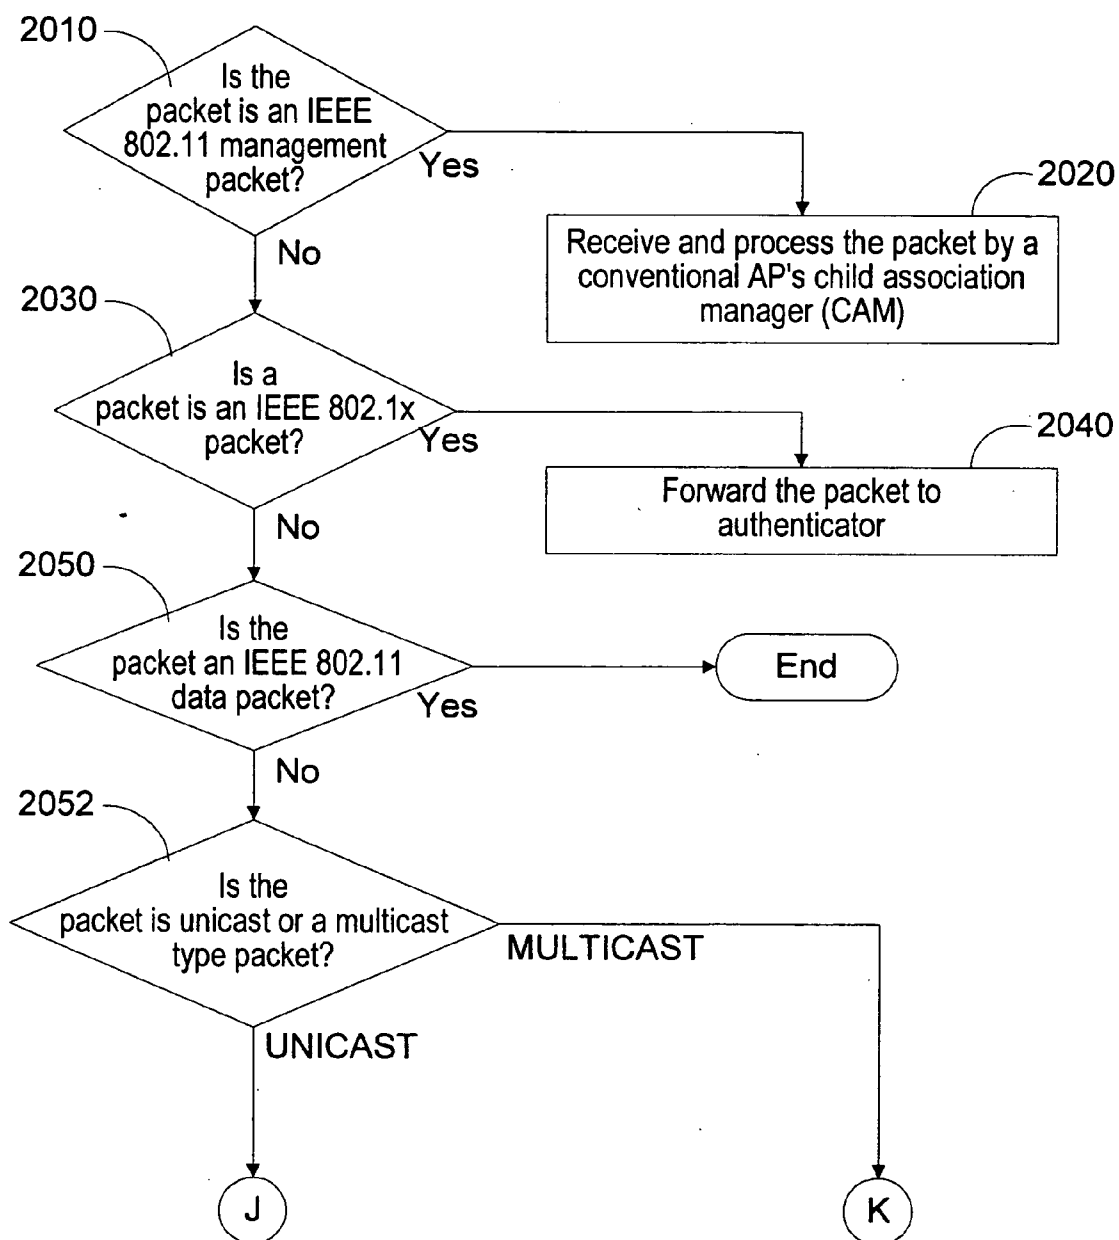 2010
Is the
packet is an IEEE
802.11 management
packet?
Yes
No
2020
Receive and process the packet by a
conventional AP's child association
manager (CAM)
2030
Is a
packet is an IEEE 802.1x
packet?
Yes
No
2040
Forward the packet to
authenticator
2050
Is the
packet an IEEE 802.11
data packet?
Yes
No
End
2052
Is the
packet is unicast or a multicast
type packet?
MULTICAST
UNICAST
J
K